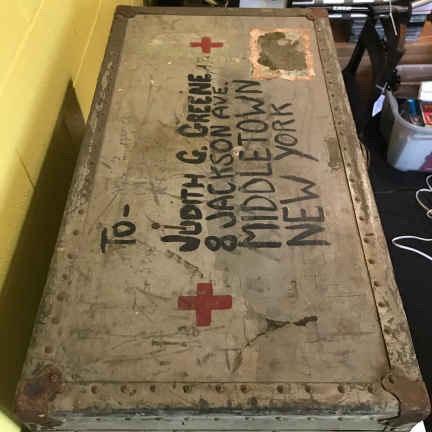 TO-
JUDITH G. GREENE
8 JACKSON AVE.
MIDDLETOWN
NEW YORK